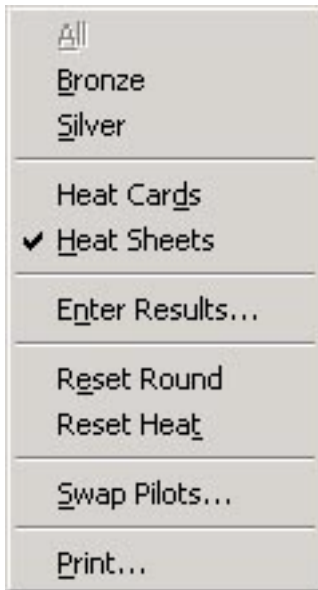 All
Bronze
Silver
Heat Cards
Heat Sheets
Enter Results...
Reset Round
Reset Heat
Swap Pilots...
Print...